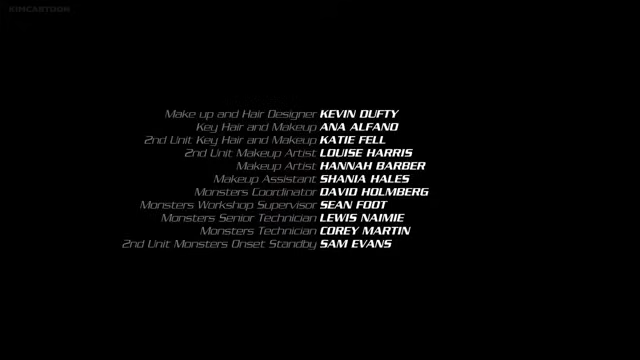 KIMCARTOON
Make up and Hair Designer KEVIN DUFTY
Key Hair and Makeup ANA ALFANO
2nd Unit Key Hair and Makeup KATIE FELL
2nd Unit Makeup Artist LOUISE HARRIS
Makeup Artist HANNAH BARBER
Makeup Assistant SHANIA HALES
Monsters Coordinator DAVID HOLMBERG
Monsters Workshop Supervisor SEAN FOOT
Monsters Senior Technician LEWIS NAIMIE
Monsters Technician COREY MARTIN
2nd Unit Monsters Onset Standby SAM EVANS